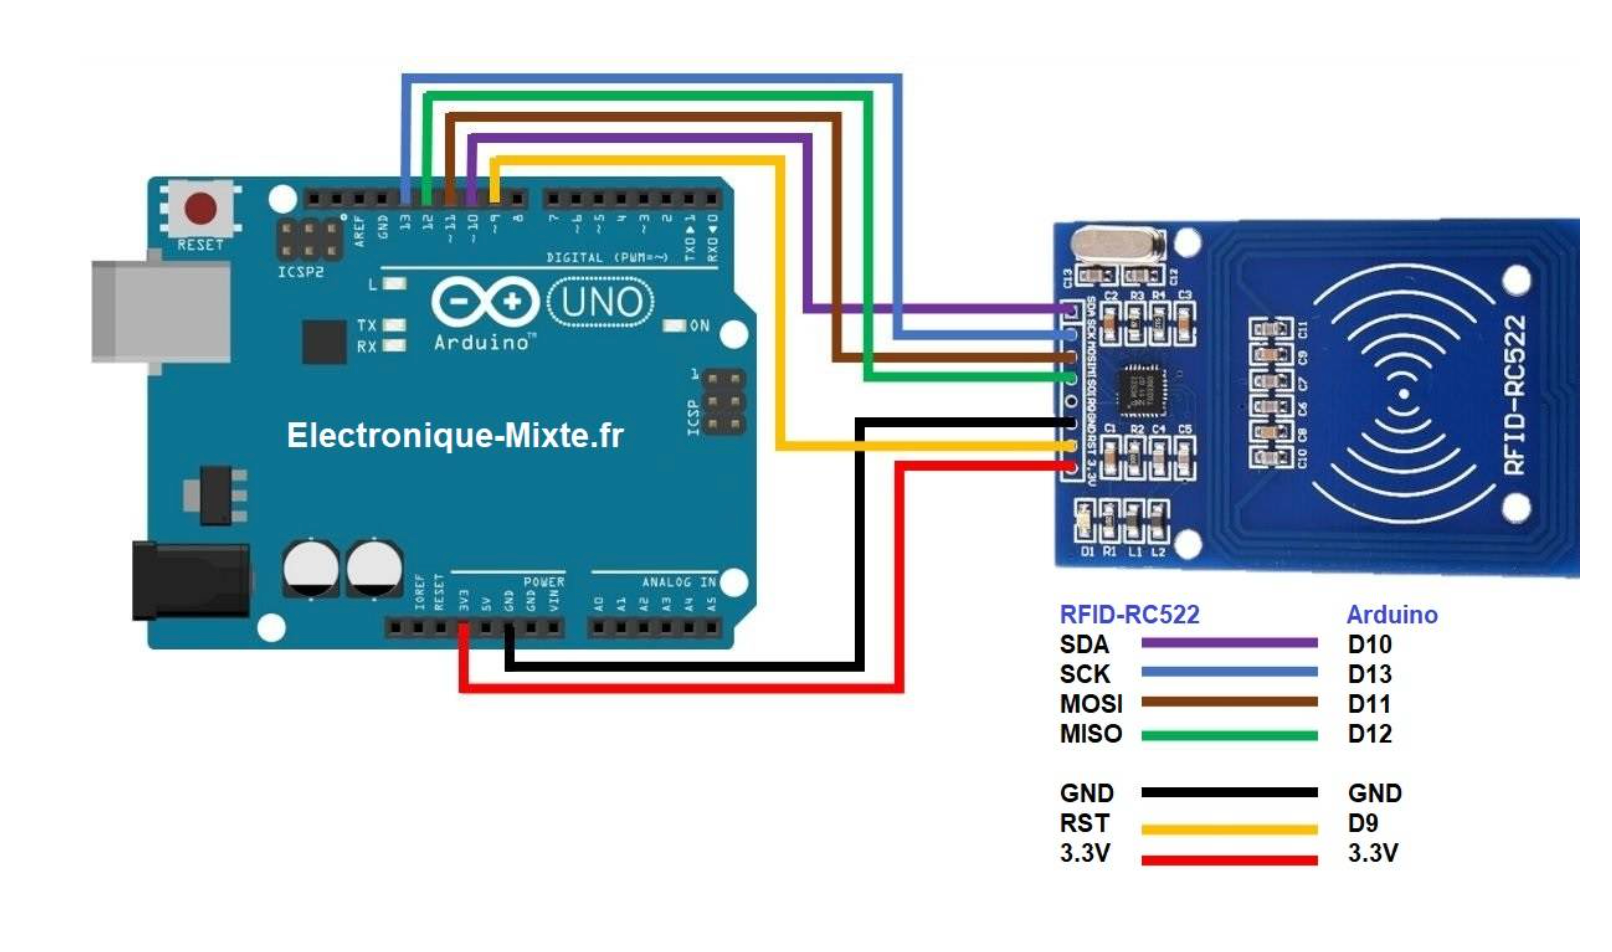 RESET
ICSP2
AREF
GND
13
12
~11
~10
~9
8
7
~6
~5
4
~3
2
TX0▶1
RX0◀0
DIGITAL (PWM=~)
L
TX
RX
UNO
Arduino™
ON
1
ICSP
Electronique-Mixte.fr
IOREF
RESET
3V3
5V
GND
GND
VIN
POWER
ANALOG IN
A0
A1
A2
A3
A4
A5
C13
C12
C2
R3
R4
C3
SDA
SCK
MOSI
MISO
GND
RST
3.3V
C1
R2
C4
C5
D1
R1
L1
L2
C11
C9
C7
C6
C8
C10
RFID-RC522
RFID-RC522 Arduino
SDA D10
SCK D13
MOSI D11
MISO D12
GND GND
RST D9
3.3V 3.3V